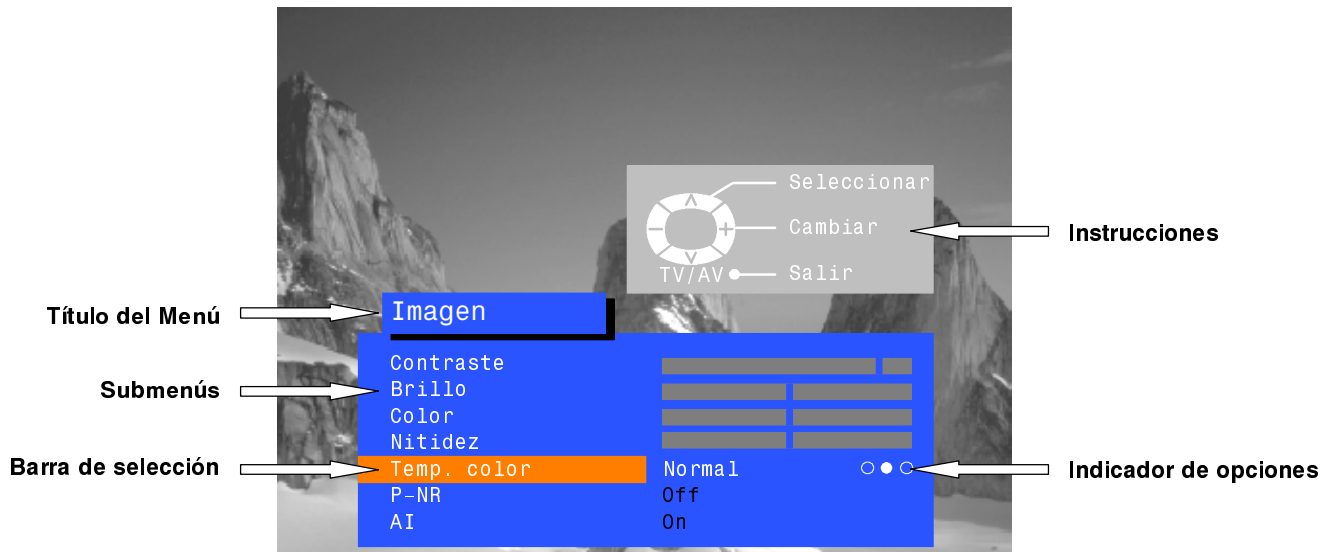 Seleccionar
Cambiar
TV/AV Salir
Instrucciones
Título del Menú
Imagen
Contraste
Submenús
Brillo
Color
Nitidez
Barra de selección
Temp. color Normal
Indicador de opciones
P-NR Off
AI On